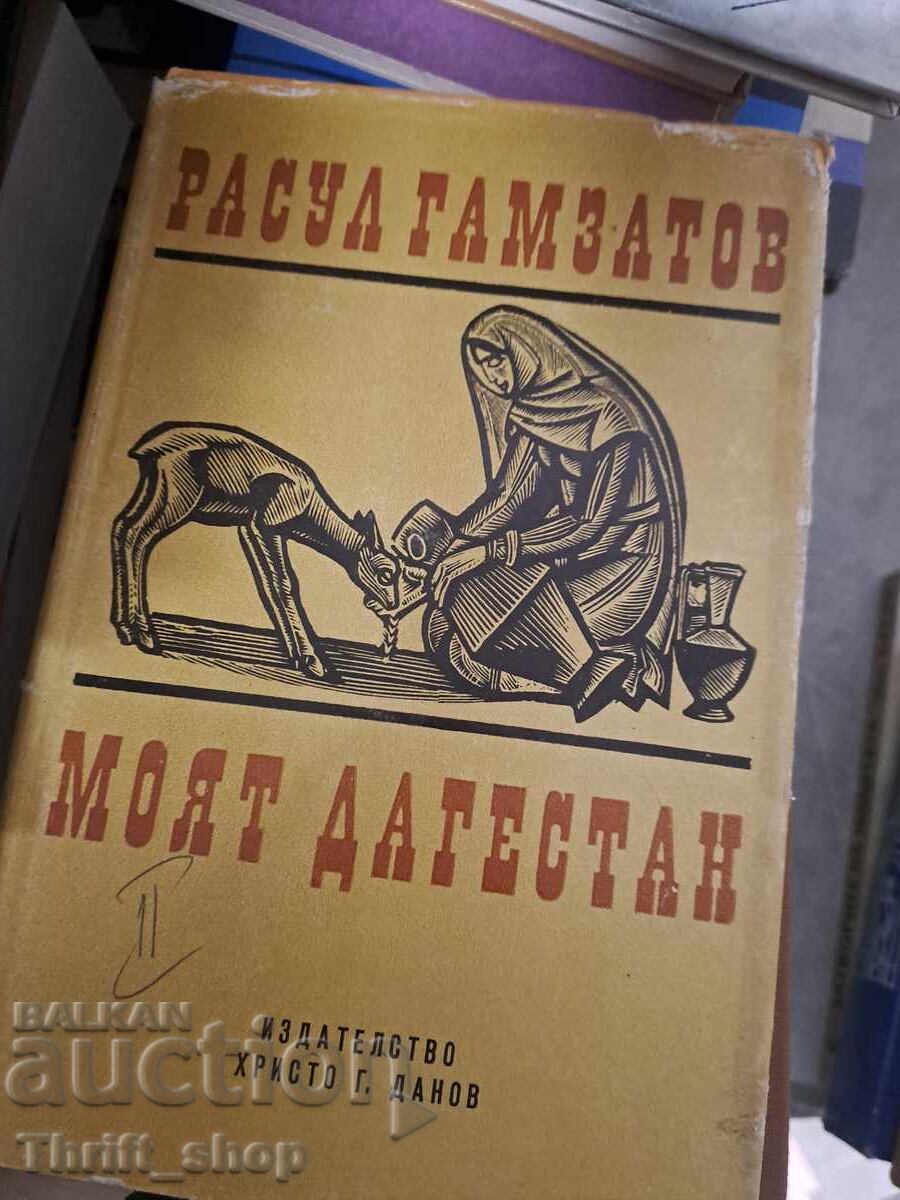 РАСУЛ ГАМЗАТОВ
МОЯТ ДАГЕСТАН
II
ИЗДАТЕЛСТВО
ХРИСТО Г. ДАНОВ
BALKAN
auction
Thrift_shop